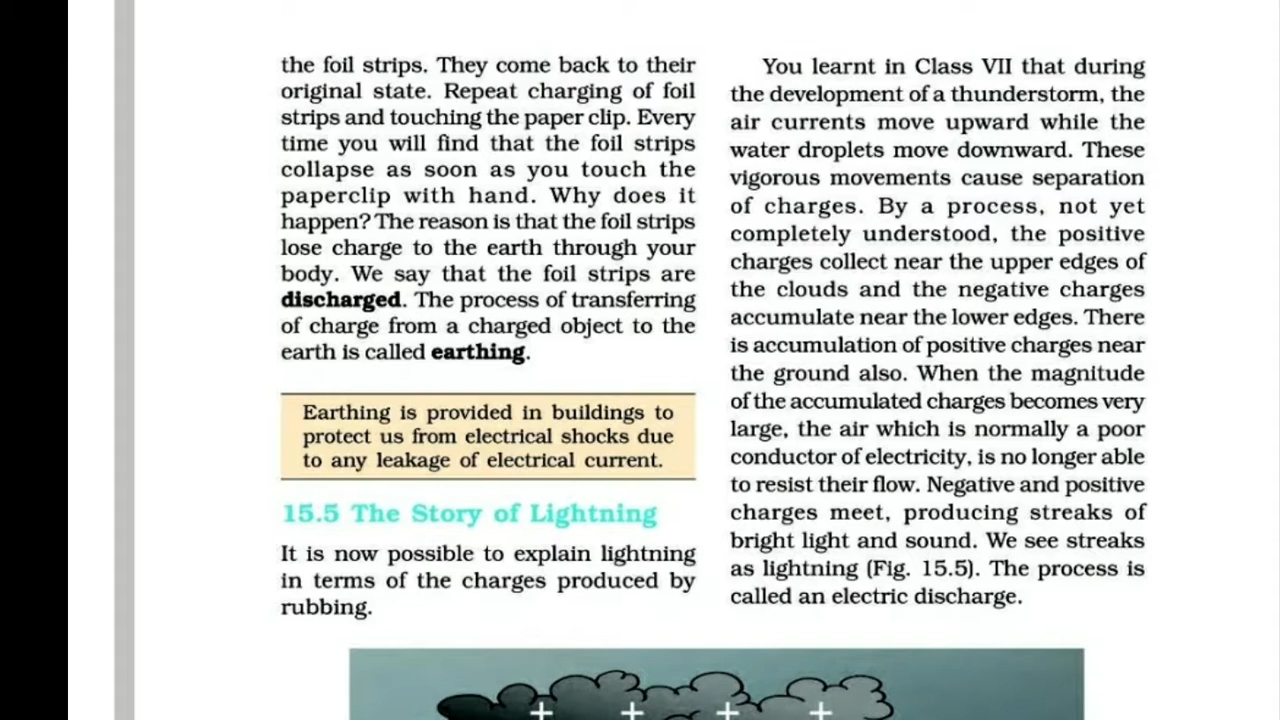 the foil strips. They come back to their
original state. Repeat charging of foil
strips and touching the paper clip. Every
time you will find that the foil strips
collapse as soon as you touch the
paperclip with hand. Why does it
happen? The reason is that the foil strips
lose charge to the earth through your
body. We say that the foil strips are
discharged. The process of transferring
of charge from a charged object to the
earth is called earthing.
Earthing is provided in buildings to
protect us from electrical shocks due
to any leakage of electrical current.
15.5 The Story of Lightning
It is now possible to explain lightning
in terms of the charges produced by
rubbing.
You learnt in Class VII that during
the development of a thunderstorm, the
air currents move upward while the
water droplets move downward. These
vigorous movements cause separation
of charges. By a process, not yet
completely understood, the positive
charges collect near the upper edges of
the clouds and the negative charges
accumulate near the lower edges. There
is accumulation of positive charges near
the ground also. When the magnitude
of the accumulated charges becomes very
large, the air which is normally a poor
conductor of electricity, is no longer able
to resist their flow. Negative and positive
charges meet, producing streaks of
bright light and sound. We see streaks
as lightning (Fig. 15.5). The process is
called an electric discharge.
+ + + +